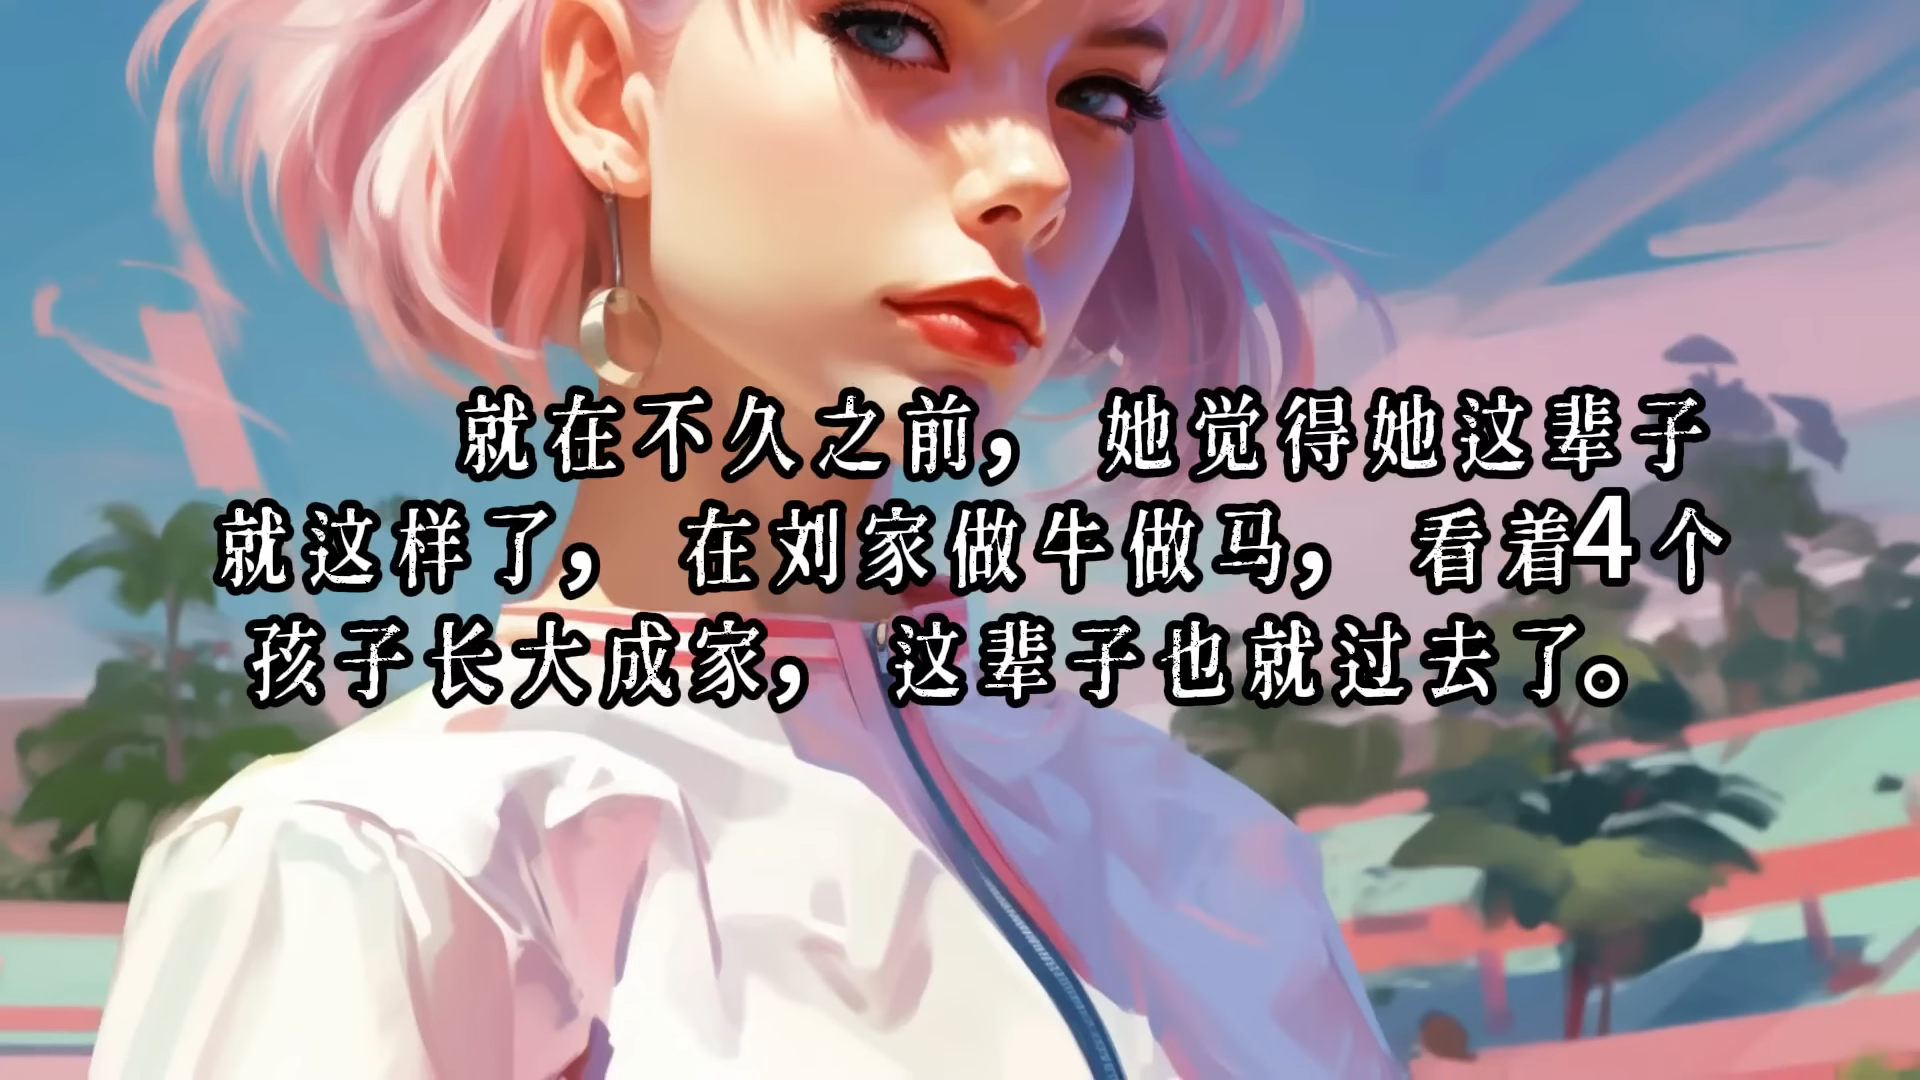 就在不久之前，她觉得她这辈子
就这样了，在刘家做牛做马，看着4个
孩子长大成家，这辈子也就过去了。